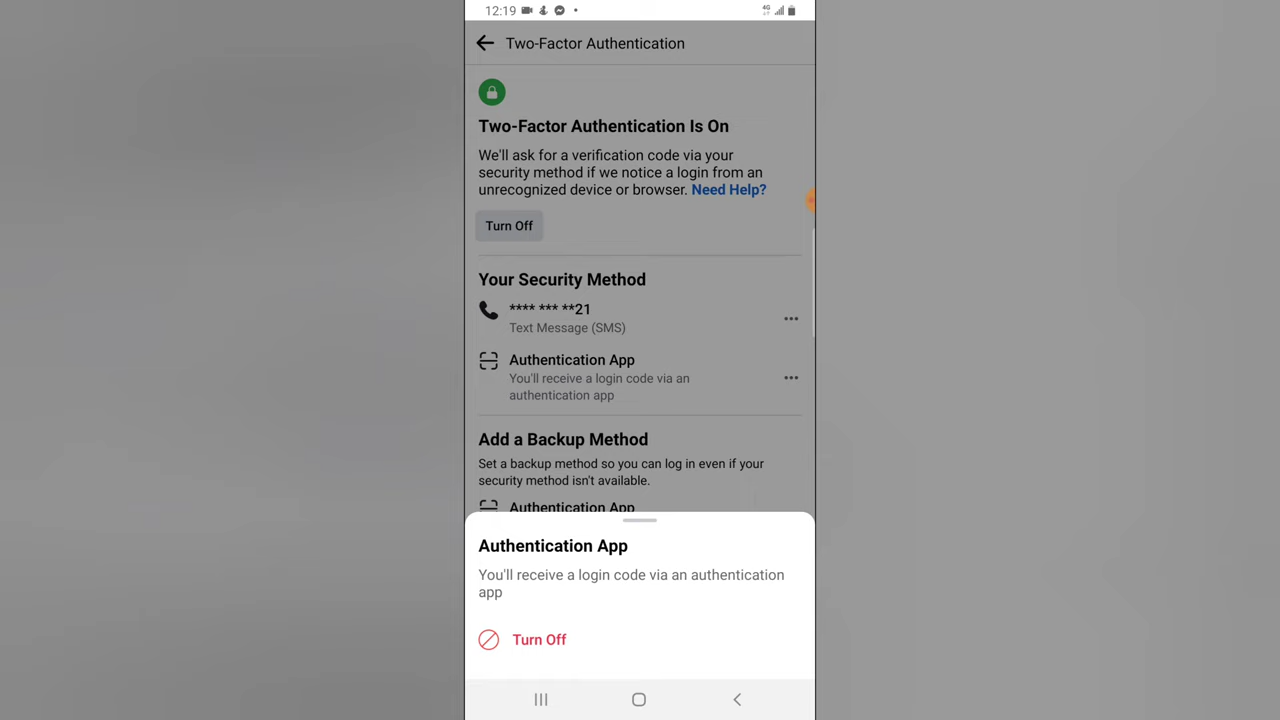 12:19
4G
Two-Factor Authentication
Two-Factor Authentication Is On
We'll ask for a verification code via your
security method if we notice a login from an
unrecognized device or browser. Need Help?
Turn Off
Your Security Method
**** *** **21
Text Message (SMS)
Authentication App
You'll receive a login code via an
authentication app
Add a Backup Method
Set a backup method so you can log in even if your
security method isn't available.
Authentication App
Authentication App
You'll receive a login code via an authentication
app
Turn Off